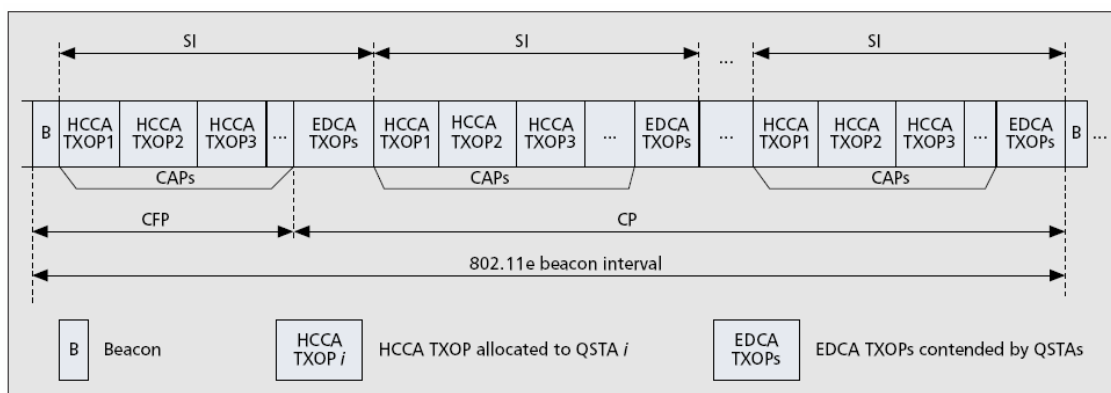 SI SI ... SI
B HCCA TXOP1 HCCA TXOP2 HCCA TXOP3 ... EDCA TXOPs HCCA TXOP1 HCCA TXOP2 HCCA TXOP3 ... EDCA TXOPs ... HCCA TXOP1 HCCA TXOP2 HCCA TXOP3 ... EDCA TXOPs B ...
CAPs CAPs CAPs
CFP CP
802.11e beacon interval
B Beacon
HCCA TXOP i HCCA TXOP allocated to QSTA i
EDCA TXOPs EDCA TXOPs contended by QSTAs